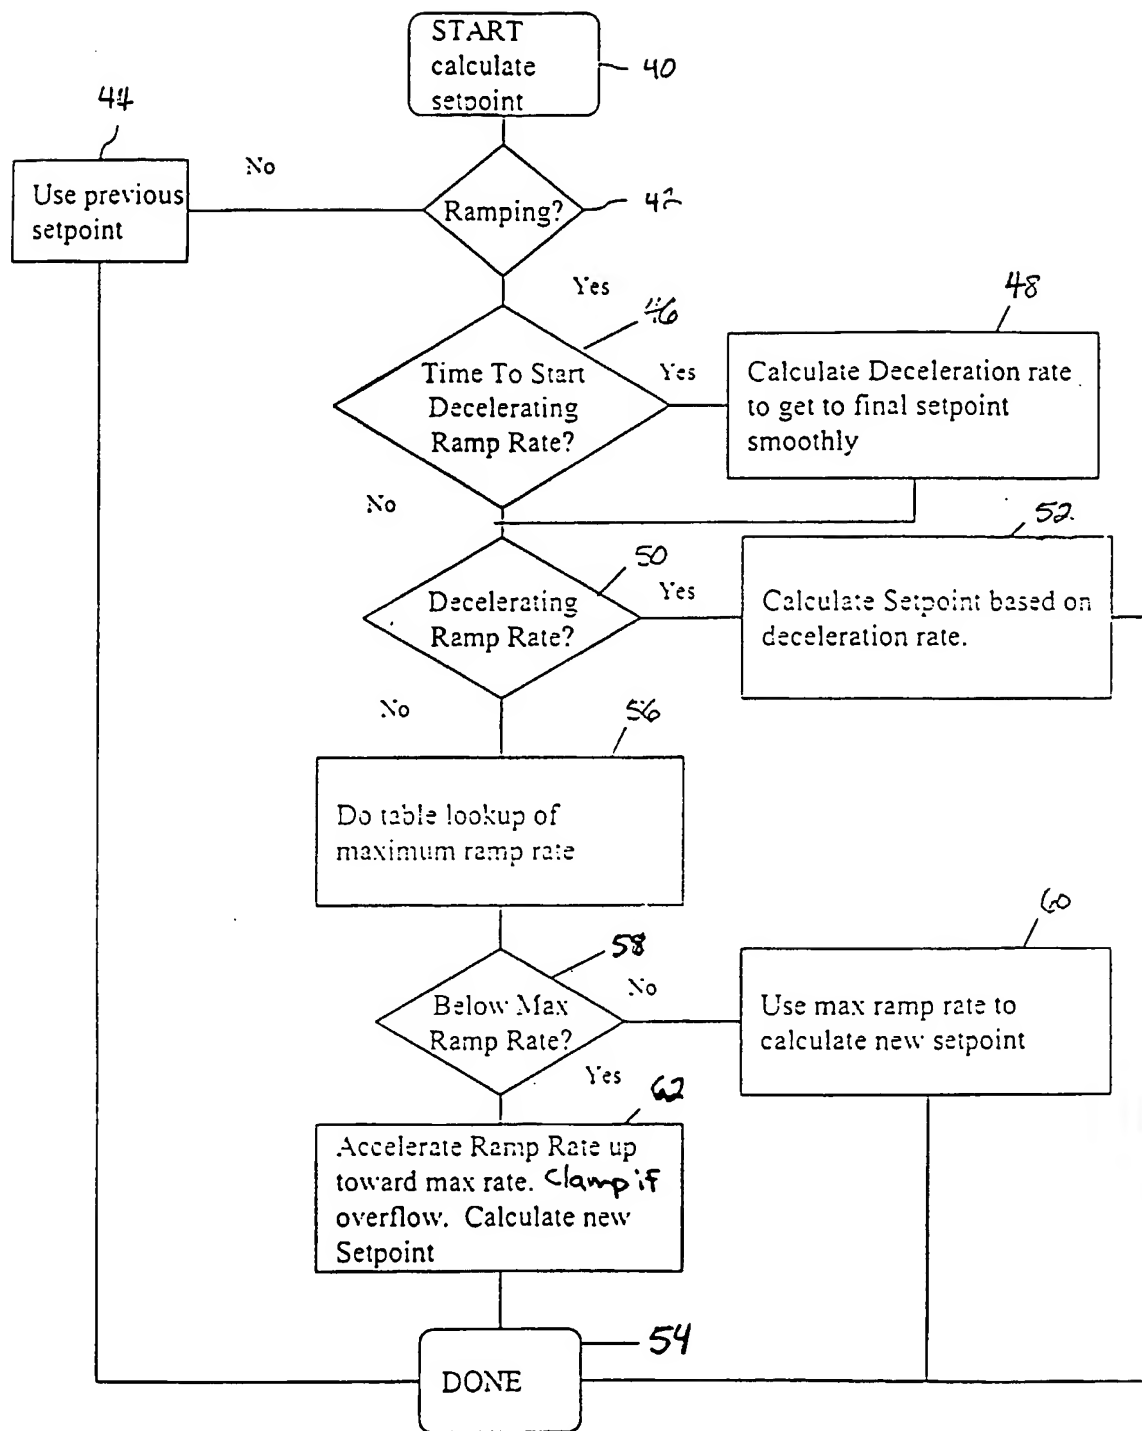 START
calculate
setpoint
40
44
No
Use previous
setpoint
Ramping?
42
Yes
46
48
Time To Start
Decelerating
Ramp Rate?
Yes
Calculate Deceleration rate
to get to final setpoint
smoothly
No
52
50
Decelerating
Ramp Rate?
Yes
Calculate Setpoint based on
deceleration rate.
No
56
Do table lookup of
maximum ramp rate
60
58
Below Max
Ramp Rate?
No
Use max ramp rate to
calculate new setpoint
Yes
62
Accelerate Ramp Rate up
toward max rate. Clamp if
overflow. Calculate new
Setpoint
54
DONE